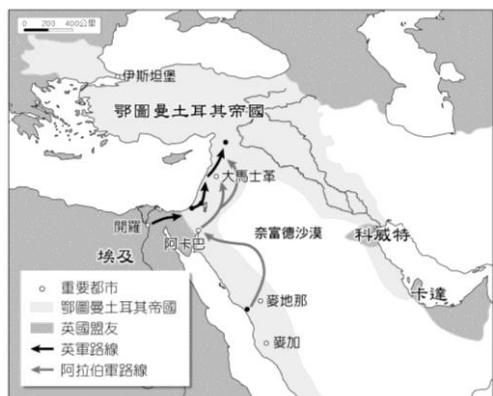 0 200 400公里
伊斯坦堡
鄂圖曼土耳其帝國
大馬士革
開羅
阿卡巴
奈富德沙漠
科威特
埃及
卡達
麥地那
麥加
重要都市
鄂圖曼土耳其帝國
英國盟友
英軍路線
阿拉伯軍路線